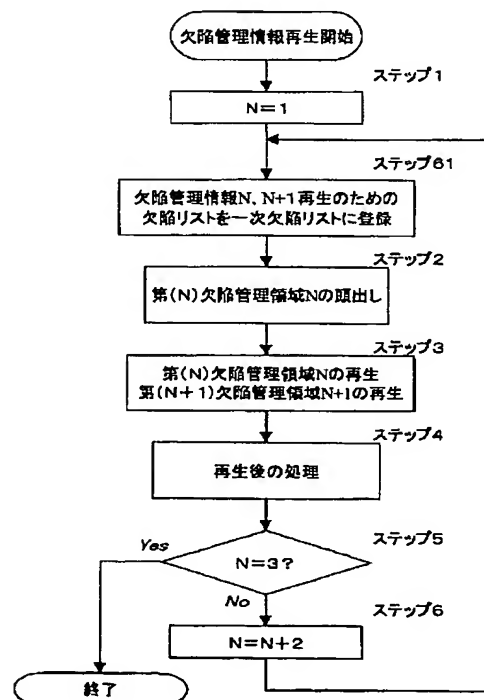 欠陥管理情報再生開始
ステップ1
N=1
ステップ61
欠陥管理情報N、N+1再生のための
欠陥リストを一次欠陥リストに登録
ステップ2
第(N)欠陥管理領域Nの頭出し
ステップ3
第(N)欠陥管理領域Nの再生
第(N+1)欠陥管理領域N+1の再生
ステップ4
再生後の処理
ステップ5
Yes
N=3?
No
ステップ6
N=N+2
終了